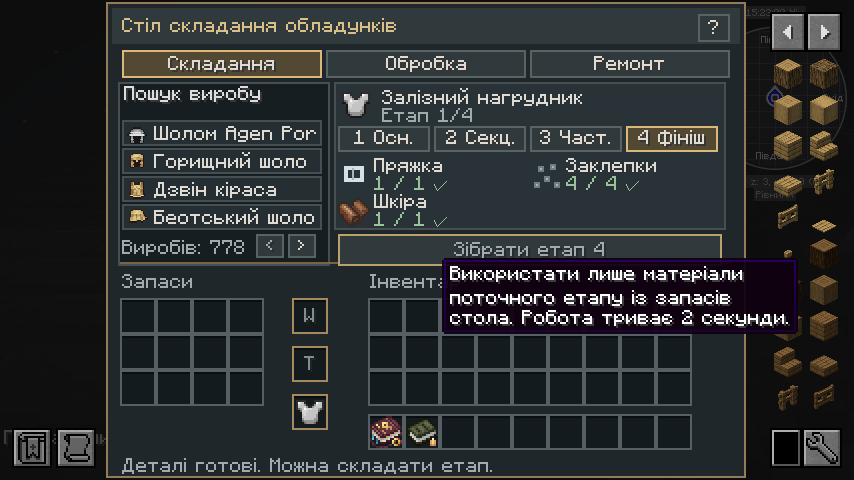 Стіл складання обладунків
?
Складання
Обробка
Ремонт
Пошук виробу
Шолом Agen Por
Горищний шоло
Дзвін кіраса
Беотський шоло
Виробів: 778
<
>
Залізний нагрудник
Етап 1/4
1 Осн.
2 Секц.
3 Част.
4 Фініш
Пряжка
1 / 1 ✓
Заклепки
4 / 4 ✓
Шкіра
1 / 1 ✓
Зібрати етап 4
Використати лише матеріали
поточного етапу із запасів
стола. Робота триває 2 секунди.
Запаси
Інвента
W
T
Деталі готові. Можна складати етап.